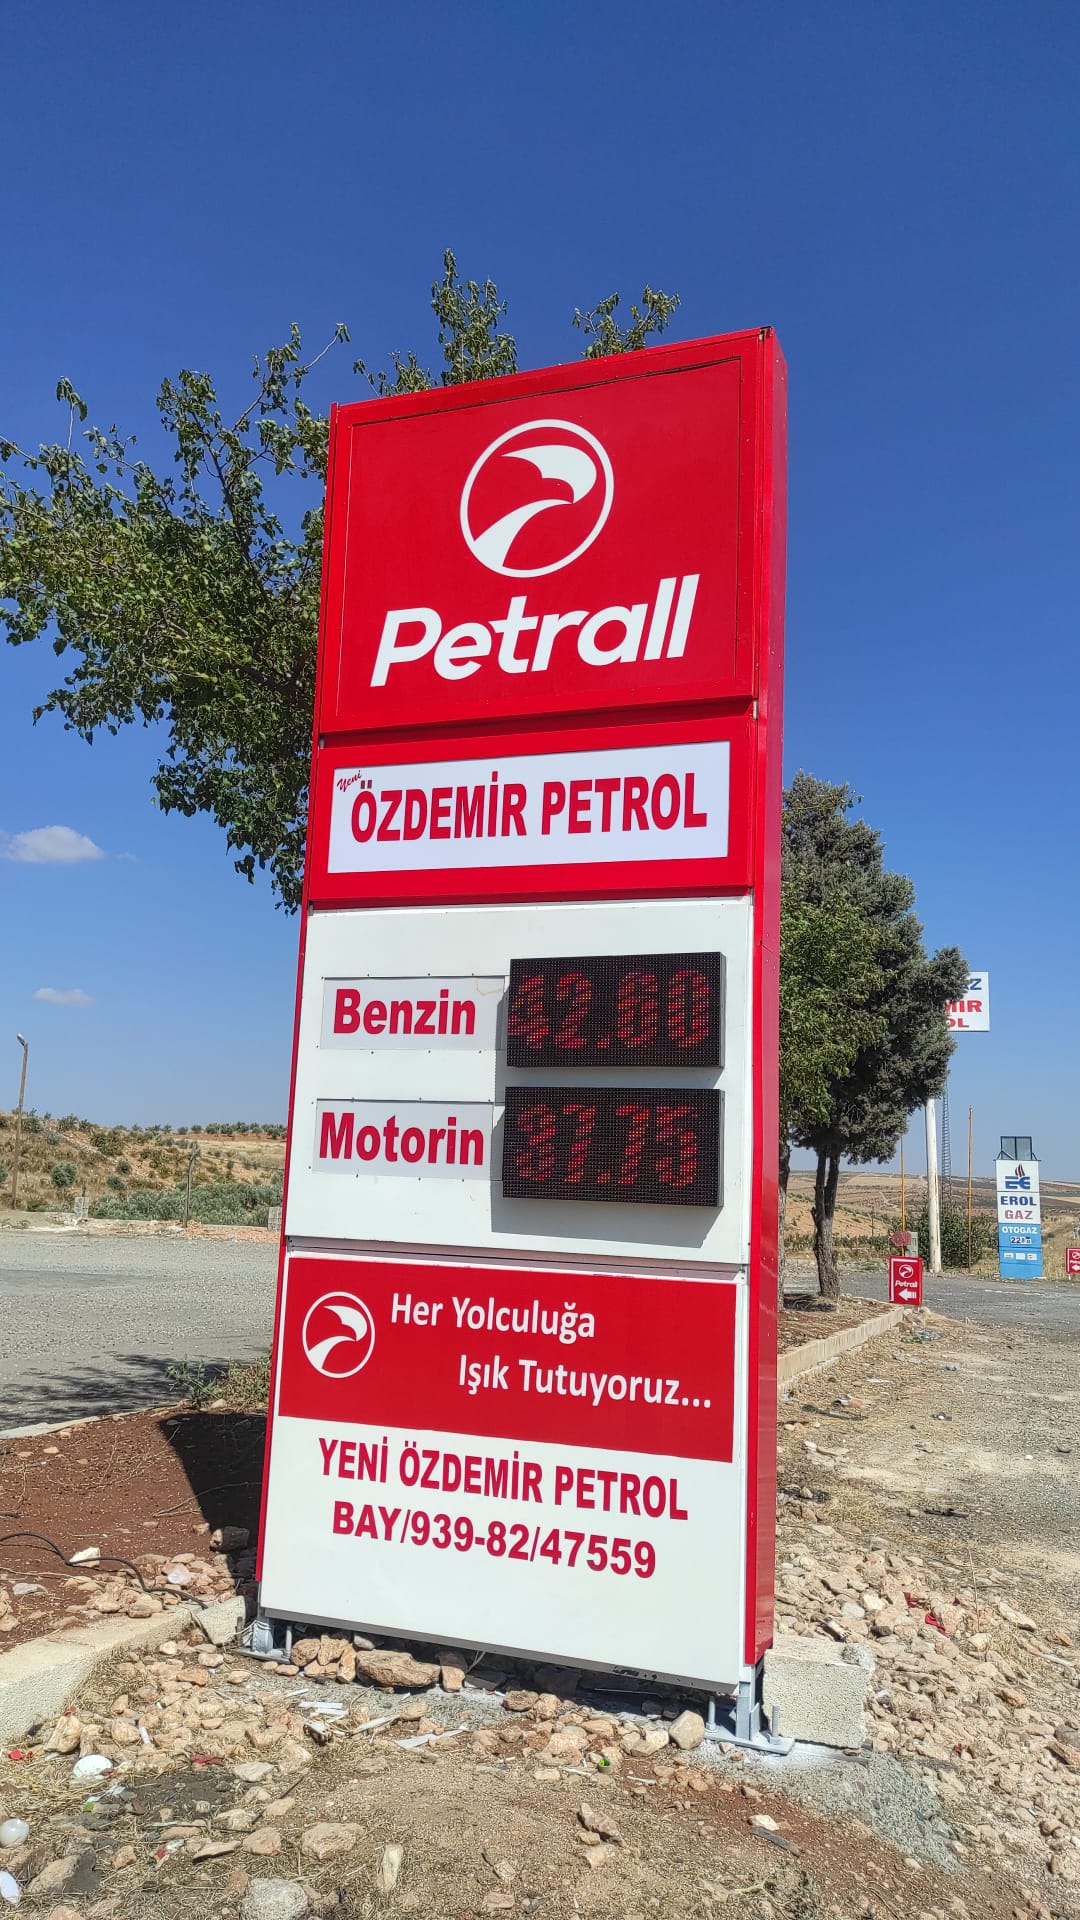 Petrall
Yeni
ÖZDEMİR PETROL
Benzin 42.60
Motorin 37.75
Her Yolculuğa
Işık Tutuyoruz...
YENİ ÖZDEMİR PETROL
BAY/939-82/47559
EROL
GAZ
OTOGAZ
Petrall